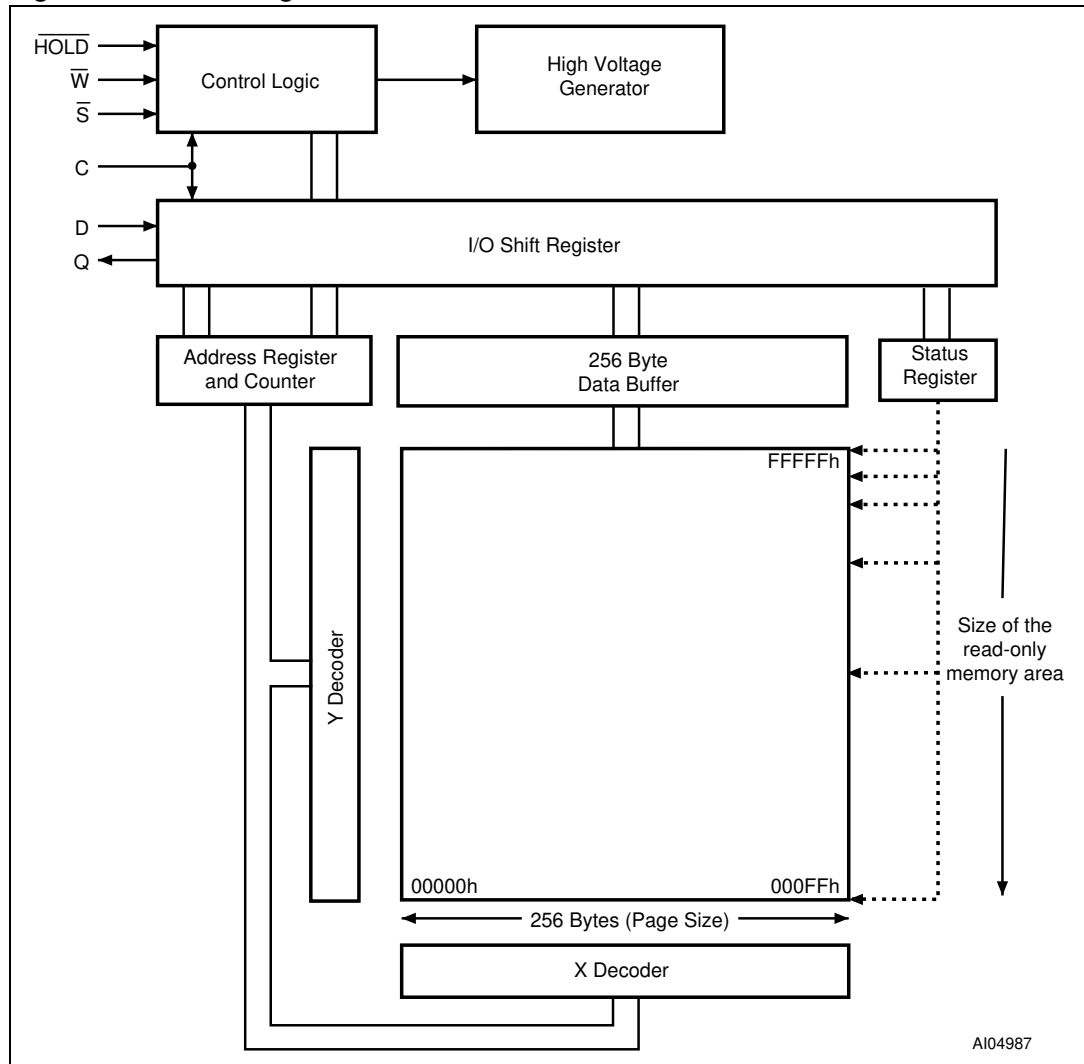 HOLD
W
S
C
D
Q
Control Logic
High Voltage
Generator
I/O Shift Register
Address Register
and Counter
256 Byte
Data Buffer
Status
Register
FFFFFh
Y Decoder
Size of the
read-only
memory area
00000h
000FFh
256 Bytes (Page Size)
X Decoder
AI04987